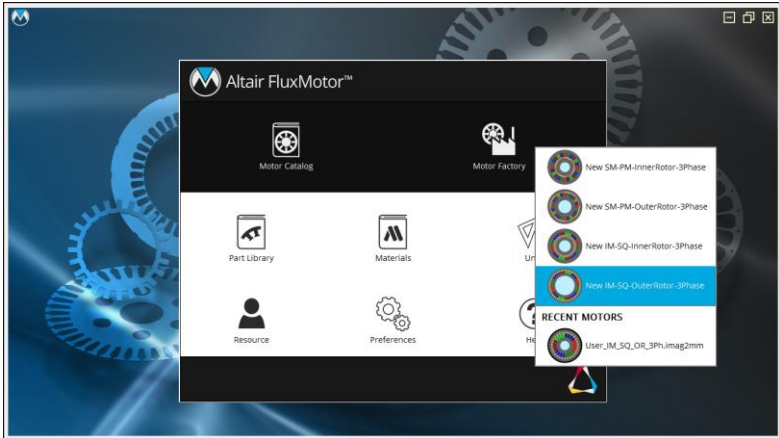 Altair FluxMotor™
Motor Catalog
Motor Factory
Part Library
Materials
Resource
Preferences
New SM-PM-InnerRotor-3Phase
New SM-PM-OuterRotor-3Phase
New IM-SQ-InnerRotor-3Phase
New IM-SQ-OuterRotor-3Phase
RECENT MOTORS
User_IM_SQ_OR_3Ph.imag2mm